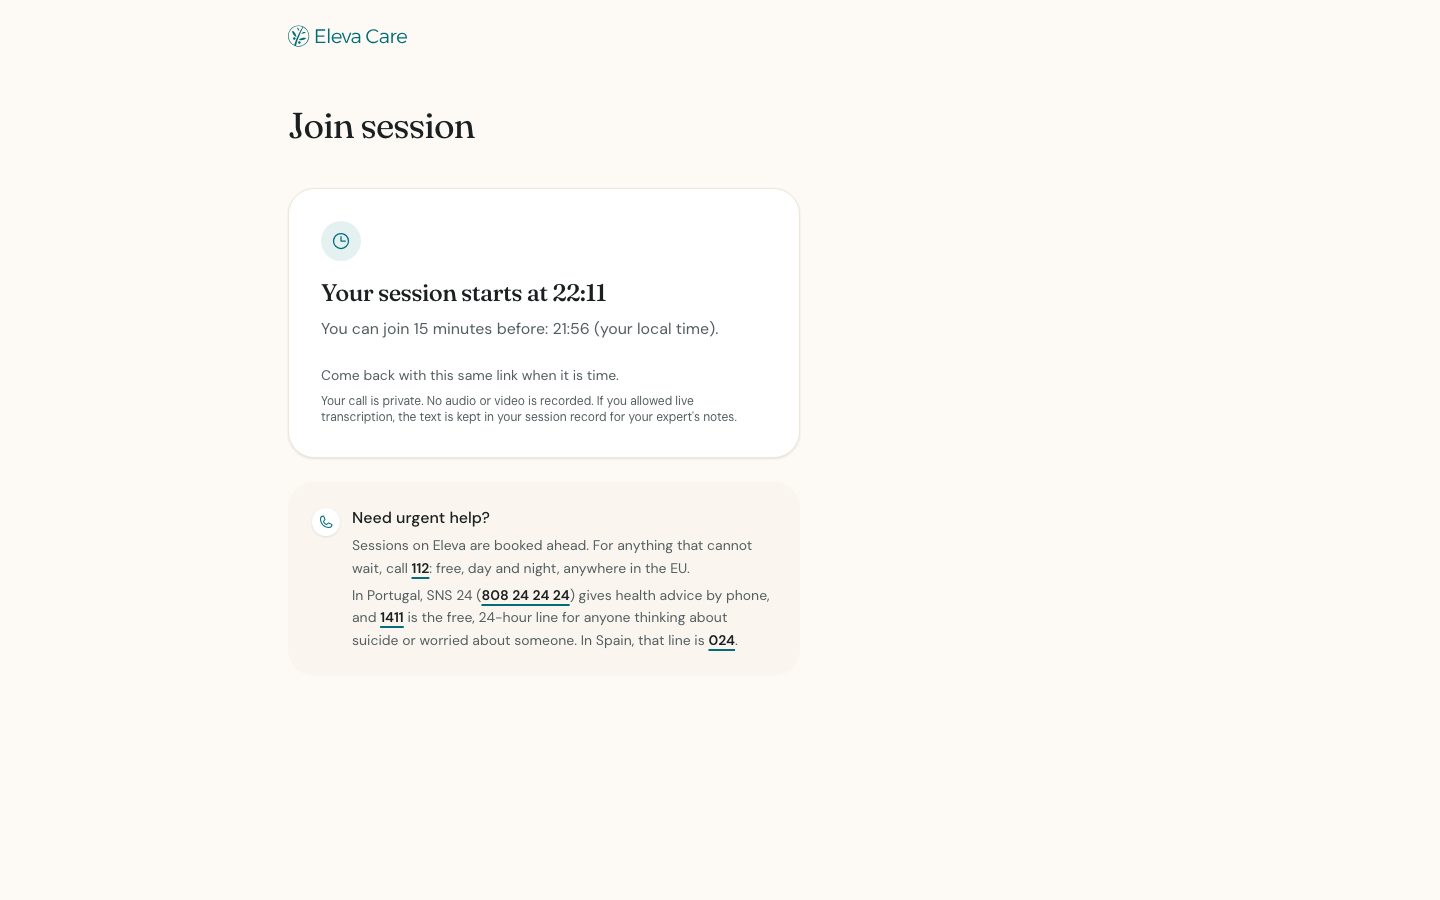 Eleva Care
Join session
Your session starts at 22:11
You can join 15 minutes before: 21:56 (your local time).
Come back with this same link when it is time.
Your call is private. No audio or video is recorded. If you allowed live
transcription, the text is kept in your session record for your expert's notes.
Need urgent help?
Sessions on Eleva are booked ahead. For anything that cannot
wait, call 112: free, day and night, anywhere in the EU.
In Portugal, SNS 24 (808 24 24 24) gives health advice by phone,
and 1411 is the free, 24-hour line for anyone thinking about
suicide or worried about someone. In Spain, that line is 024.